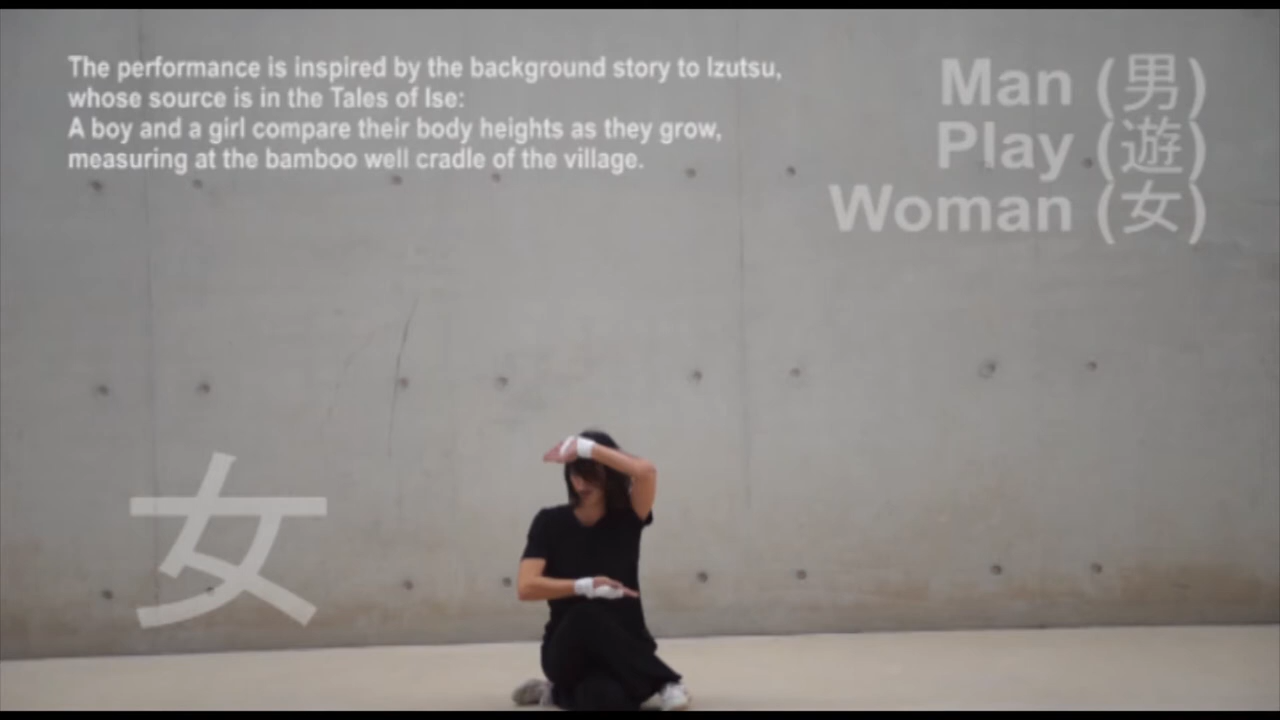 The performance is inspired by the background story to Izutsu,
whose source is in the Tales of Ise:
A boy and a girl compare their body heights as they grow,
measuring at the bamboo well cradle of the village.
Man (男)
Play (遊)
Woman (女)
女